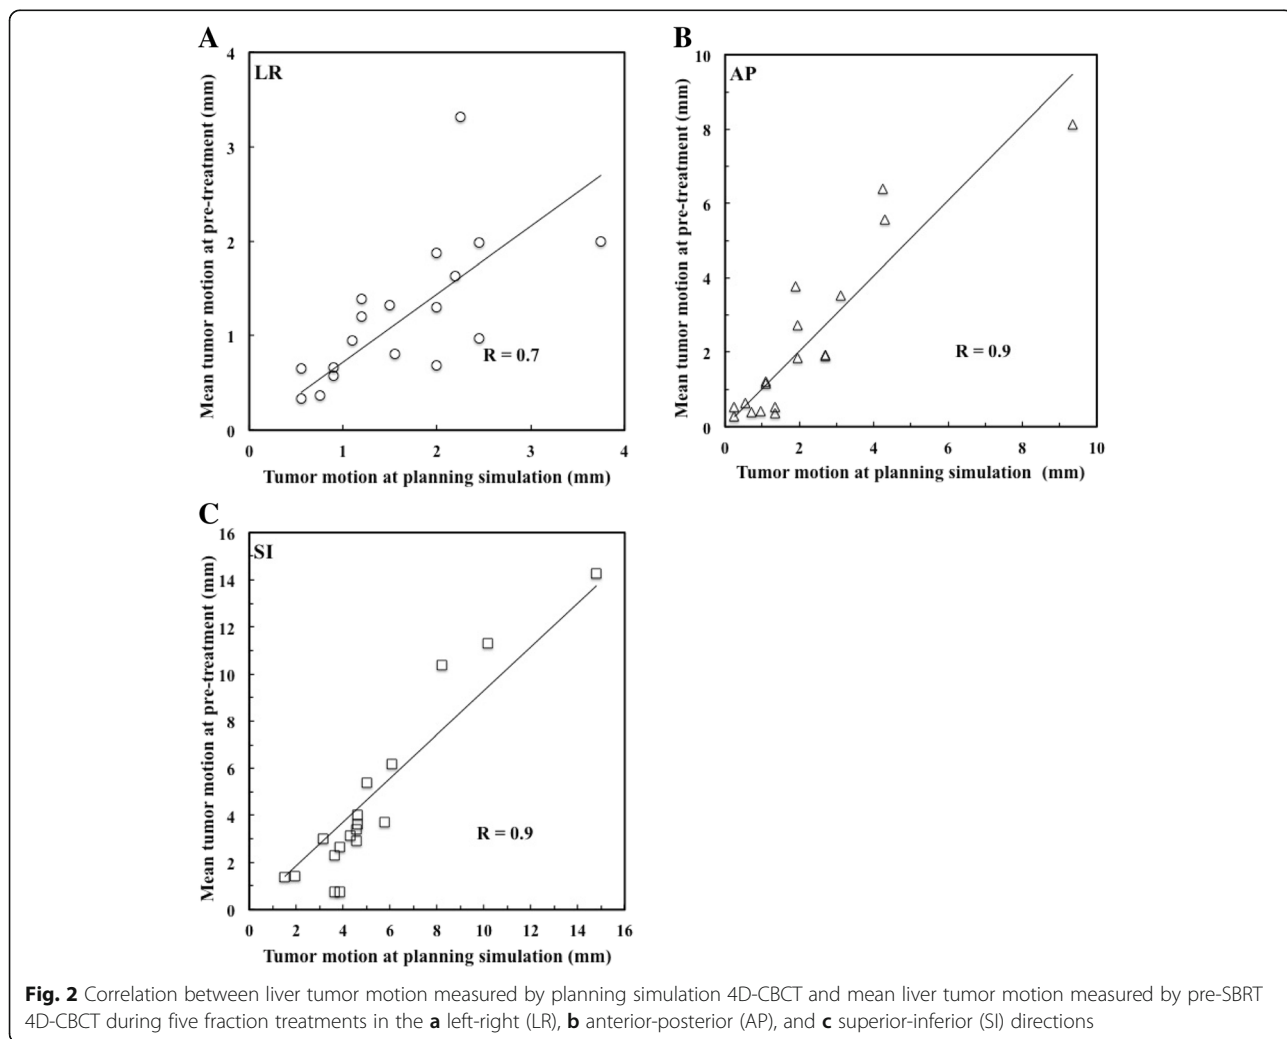 A
LR
4
3
2
1
0
Mean tumor motion at pre-treatment (mm)
R = 0.7
0 1 2 3 4
Tumor motion at planning simulation (mm)
B
AP
10
8
6
4
2
0
Mean tumor motion at pre-treatment (mm)
R = 0.9
0 2 4 6 8 10
Tumor motion at planning simulation (mm)
C
SI
16
14
12
10
8
6
4
2
0
Mean tumor motion at pre-treatment (mm)
R = 0.9
0 2 4 6 8 10 12 14 16
Tumor motion at planning simulation (mm)
Fig. 2 Correlation between liver tumor motion measured by planning simulation 4D-CBCT and mean liver tumor motion measured by pre-SBRT
4D-CBCT during five fraction treatments in the a left-right (LR), b anterior-posterior (AP), and c superior-inferior (SI) directions